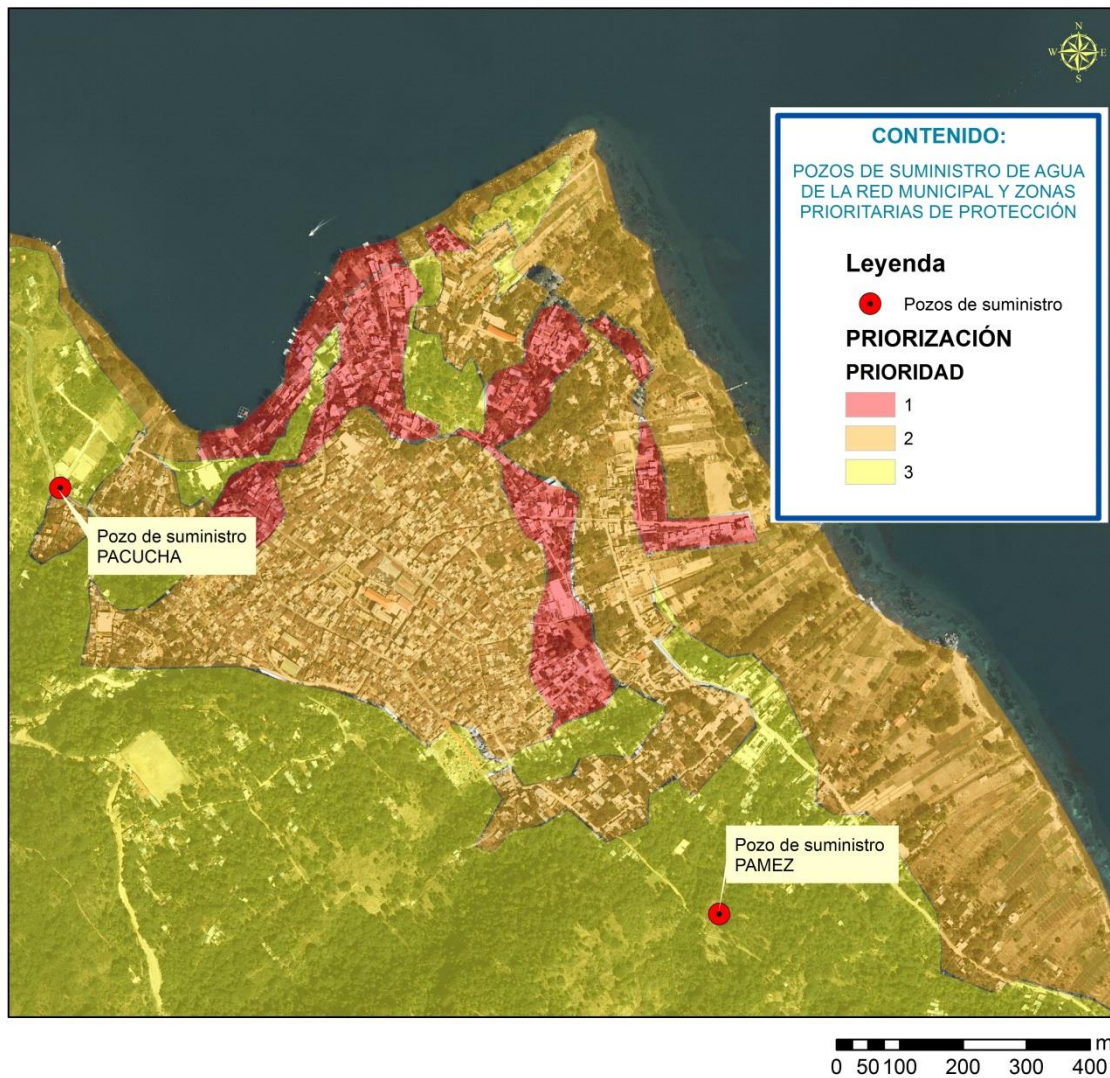 N
W E
S
CONTENIDO:
POZOS DE SUMINISTRO DE AGUA
DE LA RED MUNICIPAL Y ZONAS
PRIORITARIAS DE PROTECCIÓN
Leyenda
Pozos de suministro
PRIORIZACIÓN
PRIORIDAD
1
2
3
Pozo de suministro
PACUCHA
Pozo de suministro
PAMEZ
m
0 50 100 200 300 400